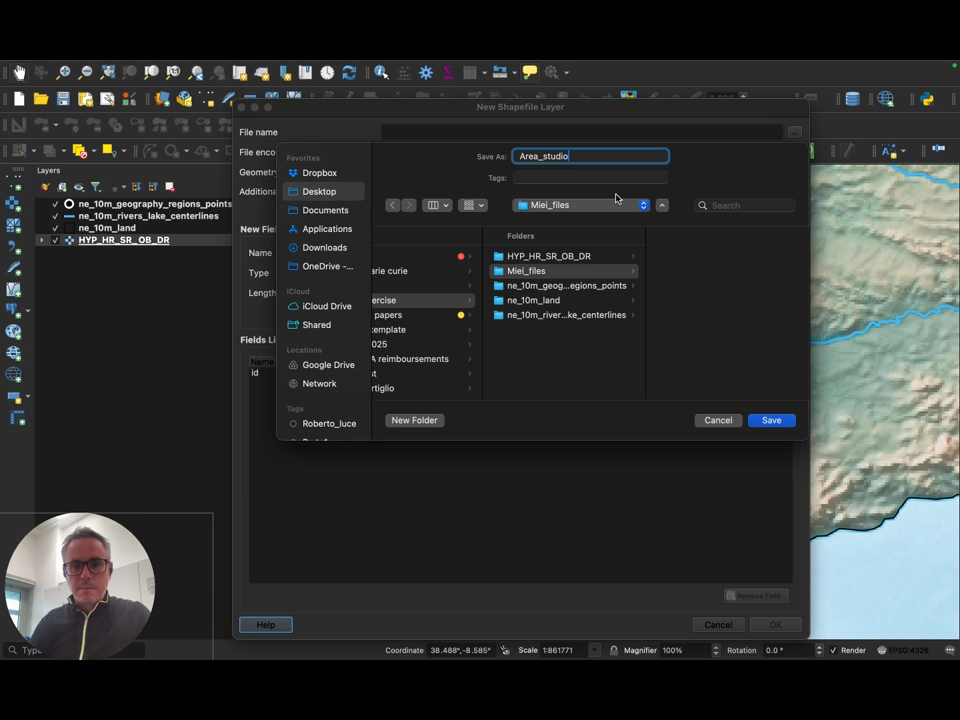 New Shapefile Layer
File name
File enco
Geometr
Additiona
New Fiel
Name
Type
Length
Fields Li
Name
id
Favorites
Dropbox
Desktop
Documents
Applications
Downloads
OneDrive -...
iCloud
iCloud Drive
Shared
Locations
Google Drive
Network
Tags
Roberto_luce
Save As: Area_studio
Tags:
Miei_files
Search
arie curie
ercise
papers
template
025
A reimbursements
st
rtiglio
Folders
HYP_HR_SR_OB_DR
Miei_files
ne_10m_geog...egions_points
ne_10m_land
ne_10m_river...ke_centerlines
New Folder
Cancel
Save
Remove Field
Help
Cancel
OK
Layers
ne_10m_geography_regions_points
ne_10m_rivers_lake_centerlines
ne_10m_land
HYP_HR_SR_OB_DR
Type
Coordinate 38.488°,-8.585° Scale 1:861771 Magnifier 100% Rotation 0.0 ° Render EPSG:4326